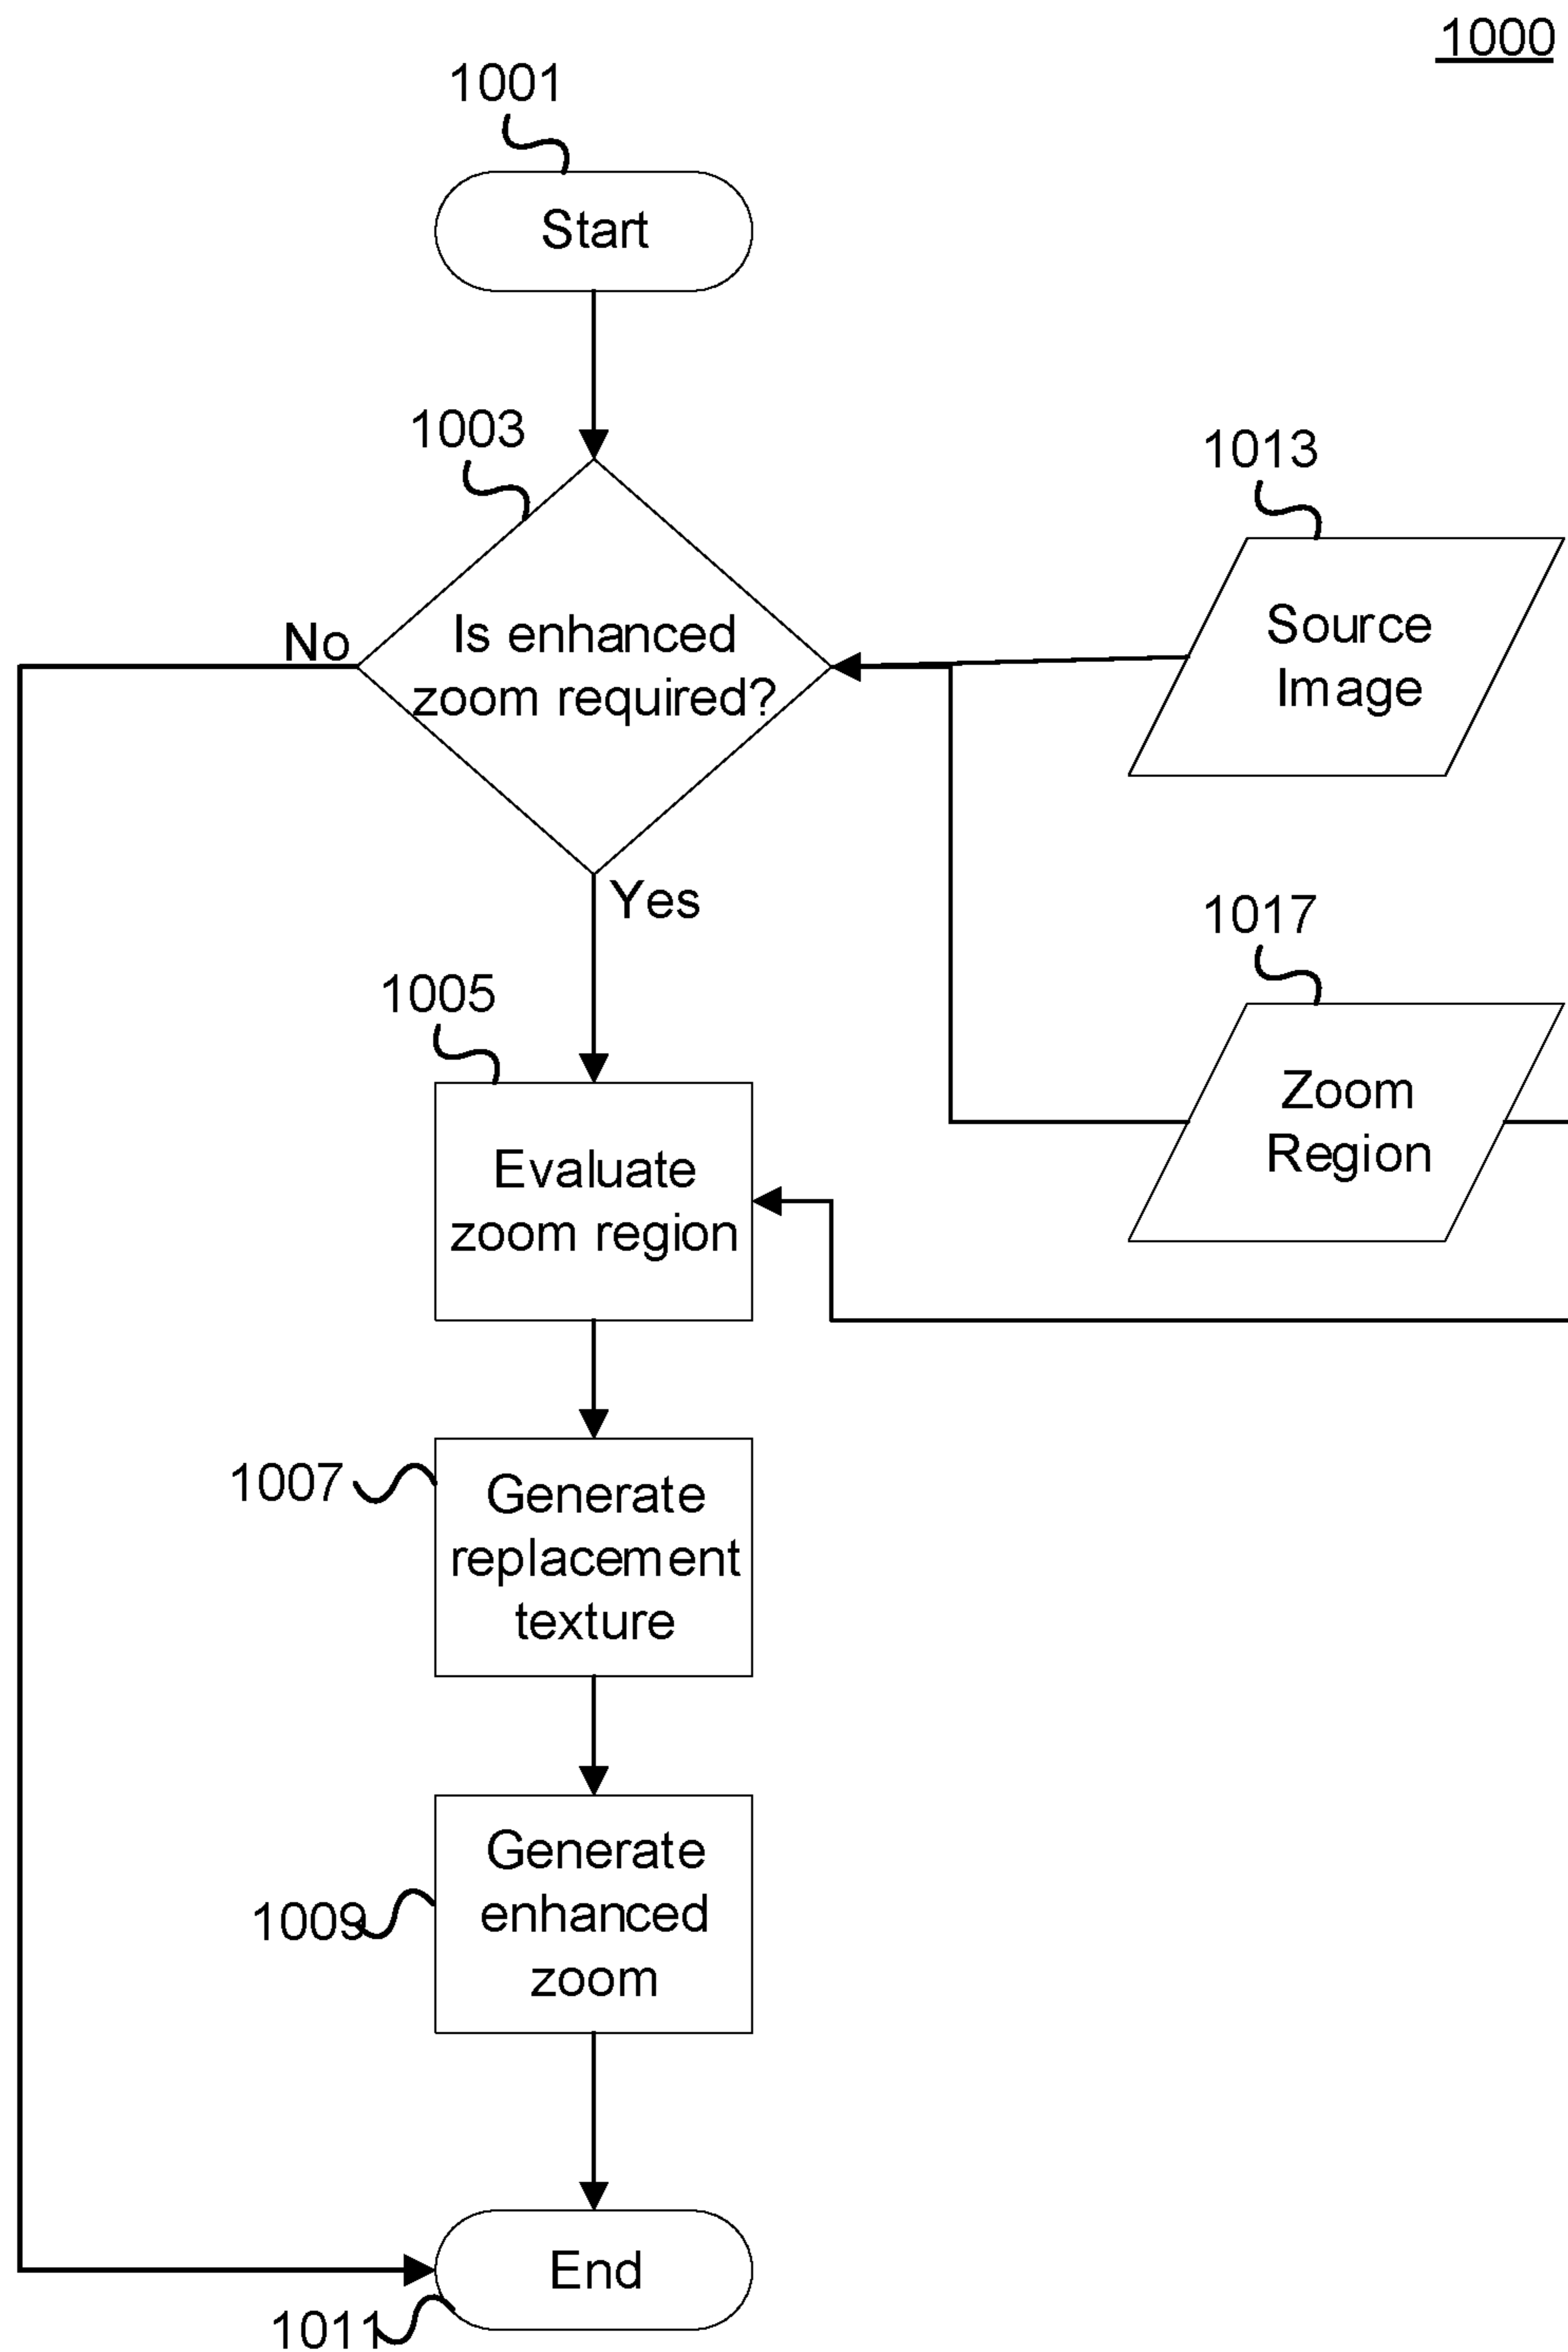 1000
1001
Start
1003
1013
No
Is enhanced
zoom required?
Source
Image
Yes
1017
1005
Zoom
Region
Evaluate
zoom region
1007
Generate
replacement
texture
Generate
enhanced
zoom
1009
End
1011